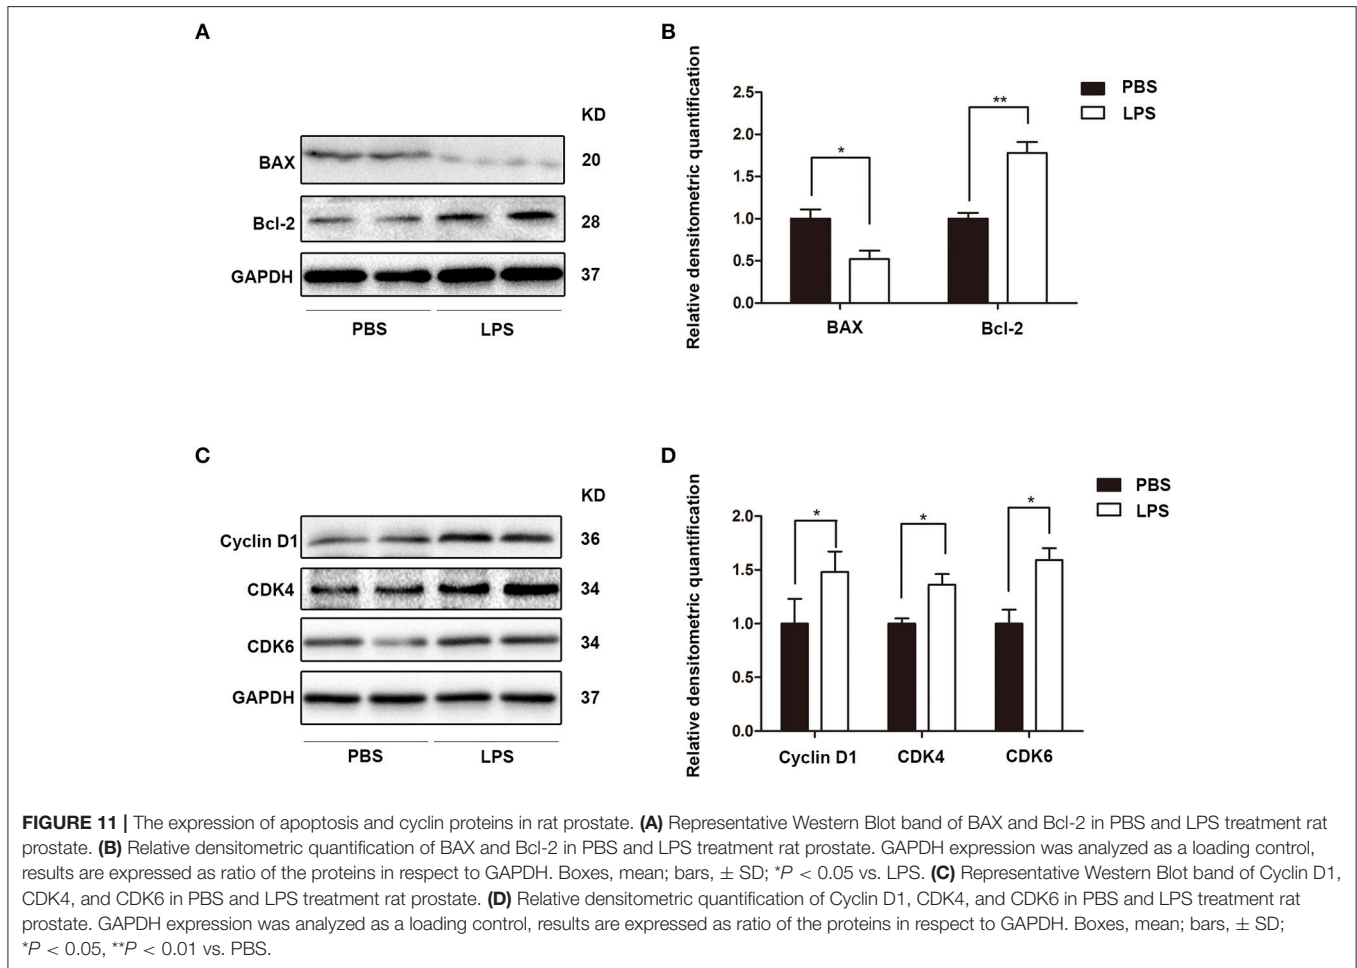 A
KD
BAX
20
Bcl-2
28
GAPDH
37
PBS
LPS
B
Relative densitometric quantification
2.5
2.0
1.5
1.0
0.5
0.0
*
**
PBS
LPS
BAX
Bcl-2
C
KD
Cyclin D1
36
CDK4
34
CDK6
34
GAPDH
37
PBS
LPS
D
Relative densitometric quantification
2.0
1.5
1.0
0.5
0.0
*
*
*
PBS
LPS
Cyclin D1
CDK4
CDK6
FIGURE 11 | The expression of apoptosis and cyclin proteins in rat prostate. (A) Representative Western Blot band of BAX and Bcl-2 in PBS and LPS treatment rat
prostate. (B) Relative densitometric quantification of BAX and Bcl-2 in PBS and LPS treatment rat prostate. GAPDH expression was analyzed as a loading control,
results are expressed as ratio of the proteins in respect to GAPDH. Boxes, mean; bars, ± SD; *P < 0.05 vs. LPS. (C) Representative Western Blot band of Cyclin D1,
CDK4, and CDK6 in PBS and LPS treatment rat prostate. (D) Relative densitometric quantification of Cyclin D1, CDK4, and CDK6 in PBS and LPS treatment rat
prostate. GAPDH expression was analyzed as a loading control, results are expressed as ratio of the proteins in respect to GAPDH. Boxes, mean; bars, ± SD;
*P < 0.05, **P < 0.01 vs. PBS.